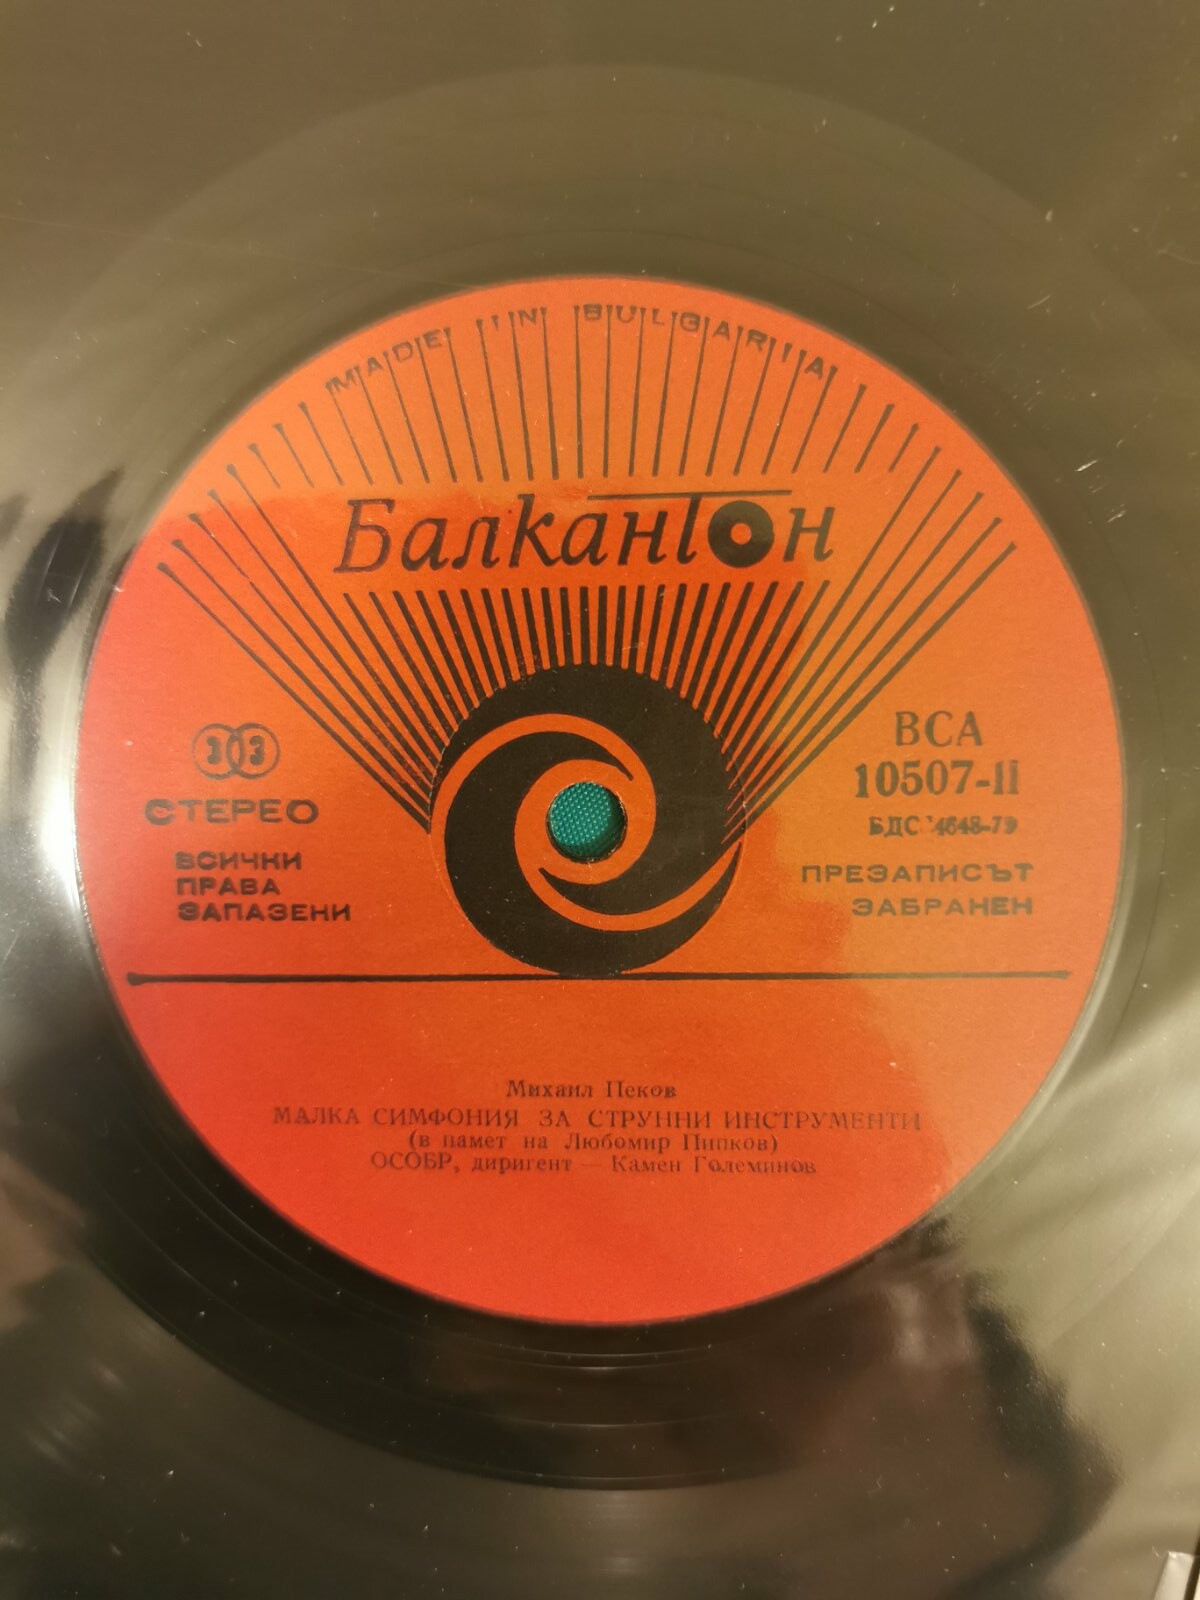 MADE IN BULGARIA
Балкантон
33
СТЕРЕО
ВСИЧКИ
ПРАВА
ЗАПАЗЕНИ
ВСА
10507-II
БДС 4648-79
ПРЕЗАПИСЪТ
ЗАБРАНЕН
Михаил Пеков
МАЛКА СИМФОНИЯ ЗА СТРУННИ ИНСТРУМЕНТИ
(в памет на Любомир Пипков)
ОСОБР, диригент — Камен Големинов